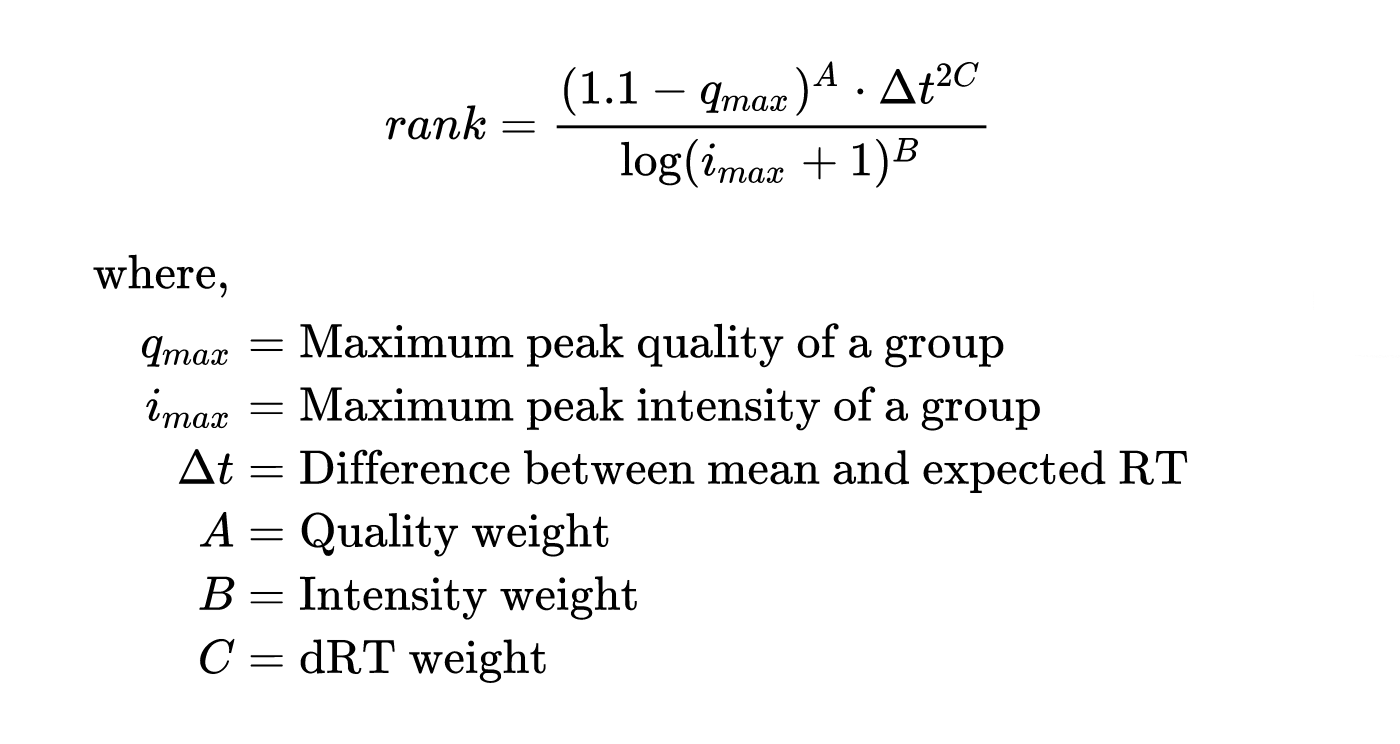 rank = \frac{(1.1 - q_{max})^A \cdot \Delta t^{2C}}{\log(i_{max} + 1)^B}
where,
q_{max} = Maximum peak quality of a group
i_{max} = Maximum peak intensity of a group
Δt = Difference between mean and expected RT
A = Quality weight
B = Intensity weight
C = dRT weight